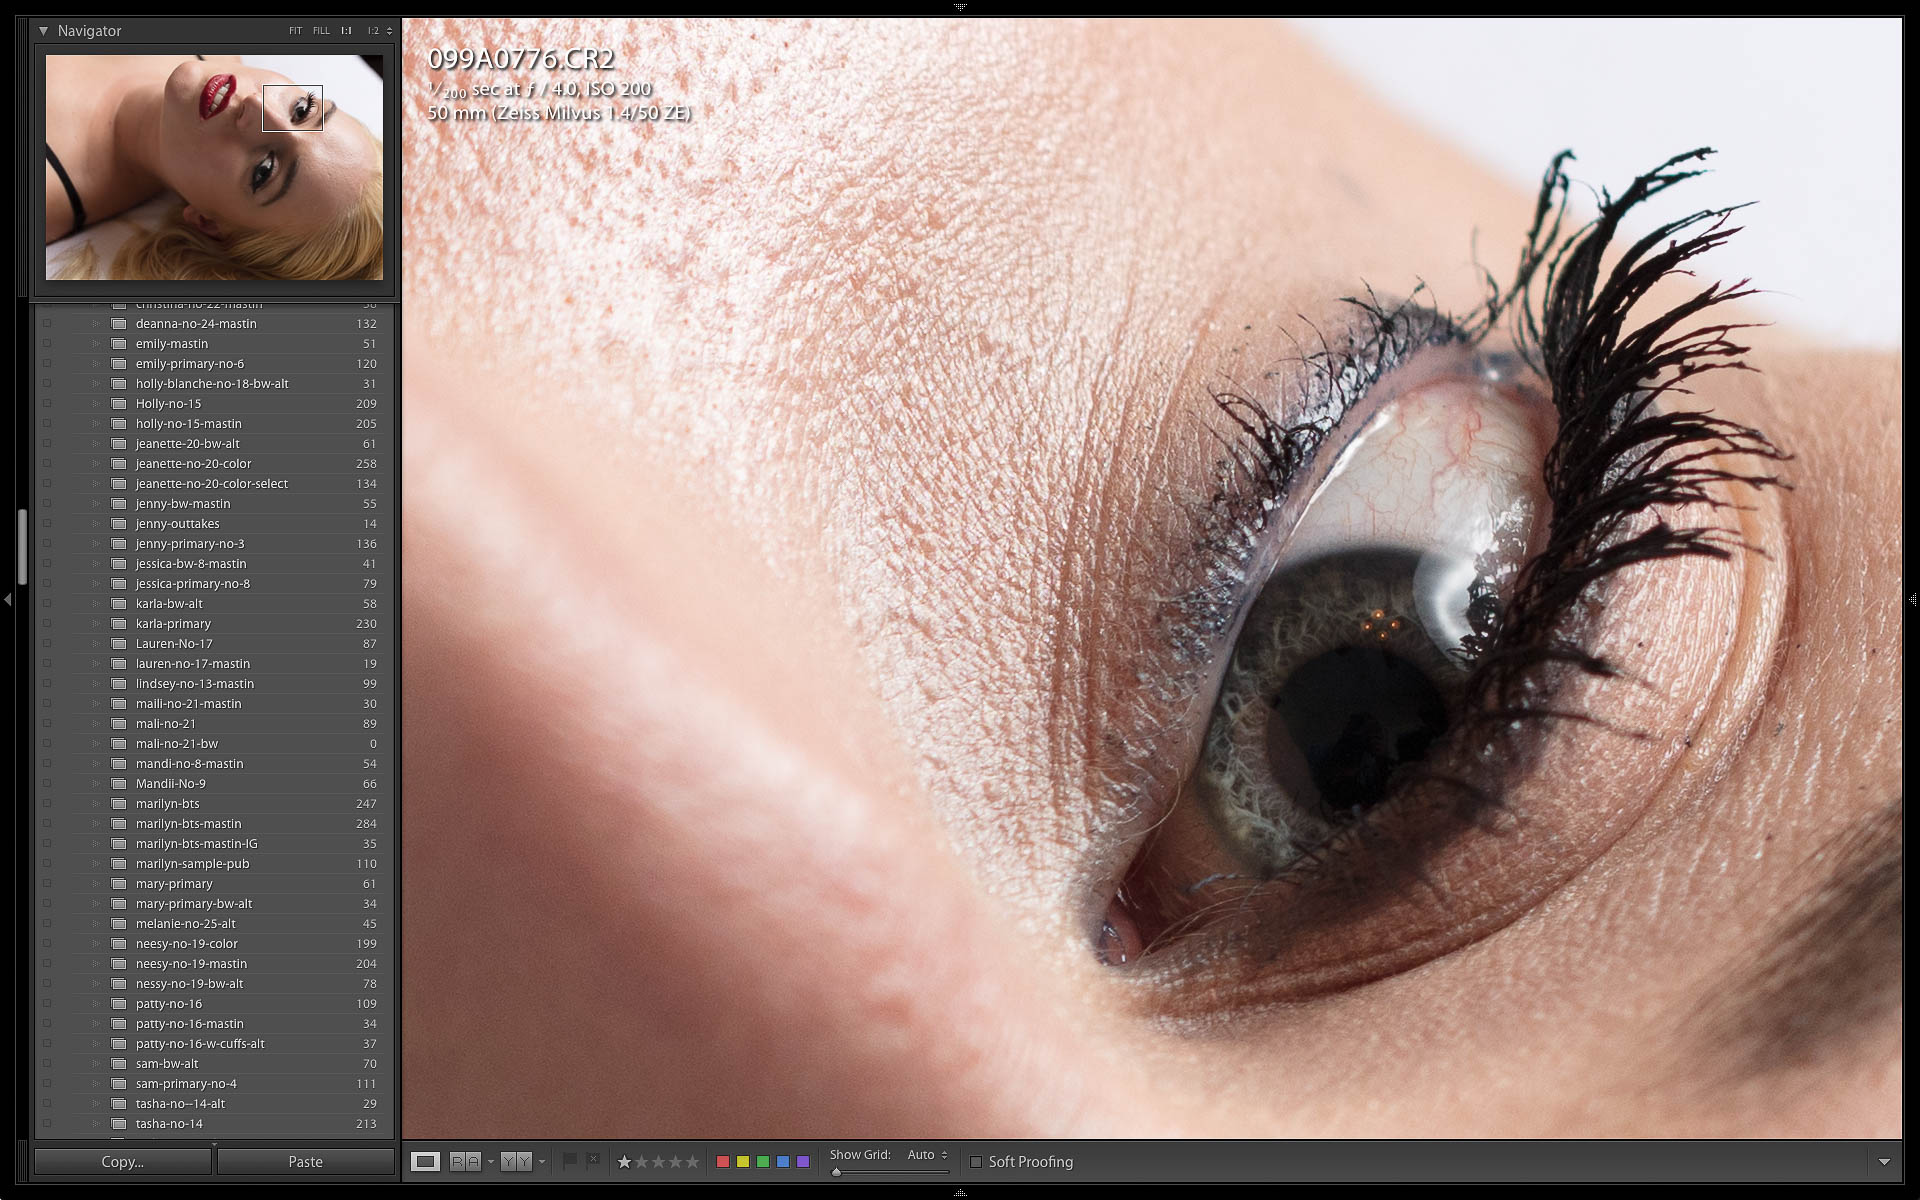 Navigator
FIT FILL 1:1 1:2
099A0776.CR2
1/200 sec at ƒ / 4.0, ISO 200
50 mm (Zeiss Milvus 1.4/50 ZE)
christina-no-22-mastin
deanna-no-24-mastin 132
emily-mastin 51
emily-primary-no-6 120
holly-blanche-no-18-bw-alt 31
Holly-no-15 209
holly-no-15-mastin 205
jeanette-20-bw-alt 61
jeanette-no-20-color 258
jeanette-no-20-color-select 134
jenny-bw-mastin 55
jenny-outtakes 14
jenny-primary-no-3 136
jessica-bw-8-mastin 41
jessica-primary-no-8 79
karla-bw-alt 58
karla-primary 230
Lauren-No-17 87
lauren-no-17-mastin 19
lindsey-no-13-mastin 99
maili-no-21-mastin 30
mali-no-21 89
mali-no-21-bw 0
mandi-no-8-mastin 54
Mandii-No-9 66
marilyn-bts 247
marilyn-bts-mastin 284
marilyn-bts-mastin-IG 35
marilyn-sample-pub 110
mary-primary 61
mary-primary-bw-alt 34
melanie-no-25-alt 45
neesy-no-19-color 199
neesy-no-19-mastin 204
nessy-no-19-bw-alt 78
patty-no-16 109
patty-no-16-mastin 34
patty-no-16-w-cuffs-alt 37
sam-bw-alt 70
sam-primary-no-4 111
tasha-no--14-alt 29
tasha-no-14 213
Copy... Paste
R A Y Y Show Grid: Auto Soft Proofing